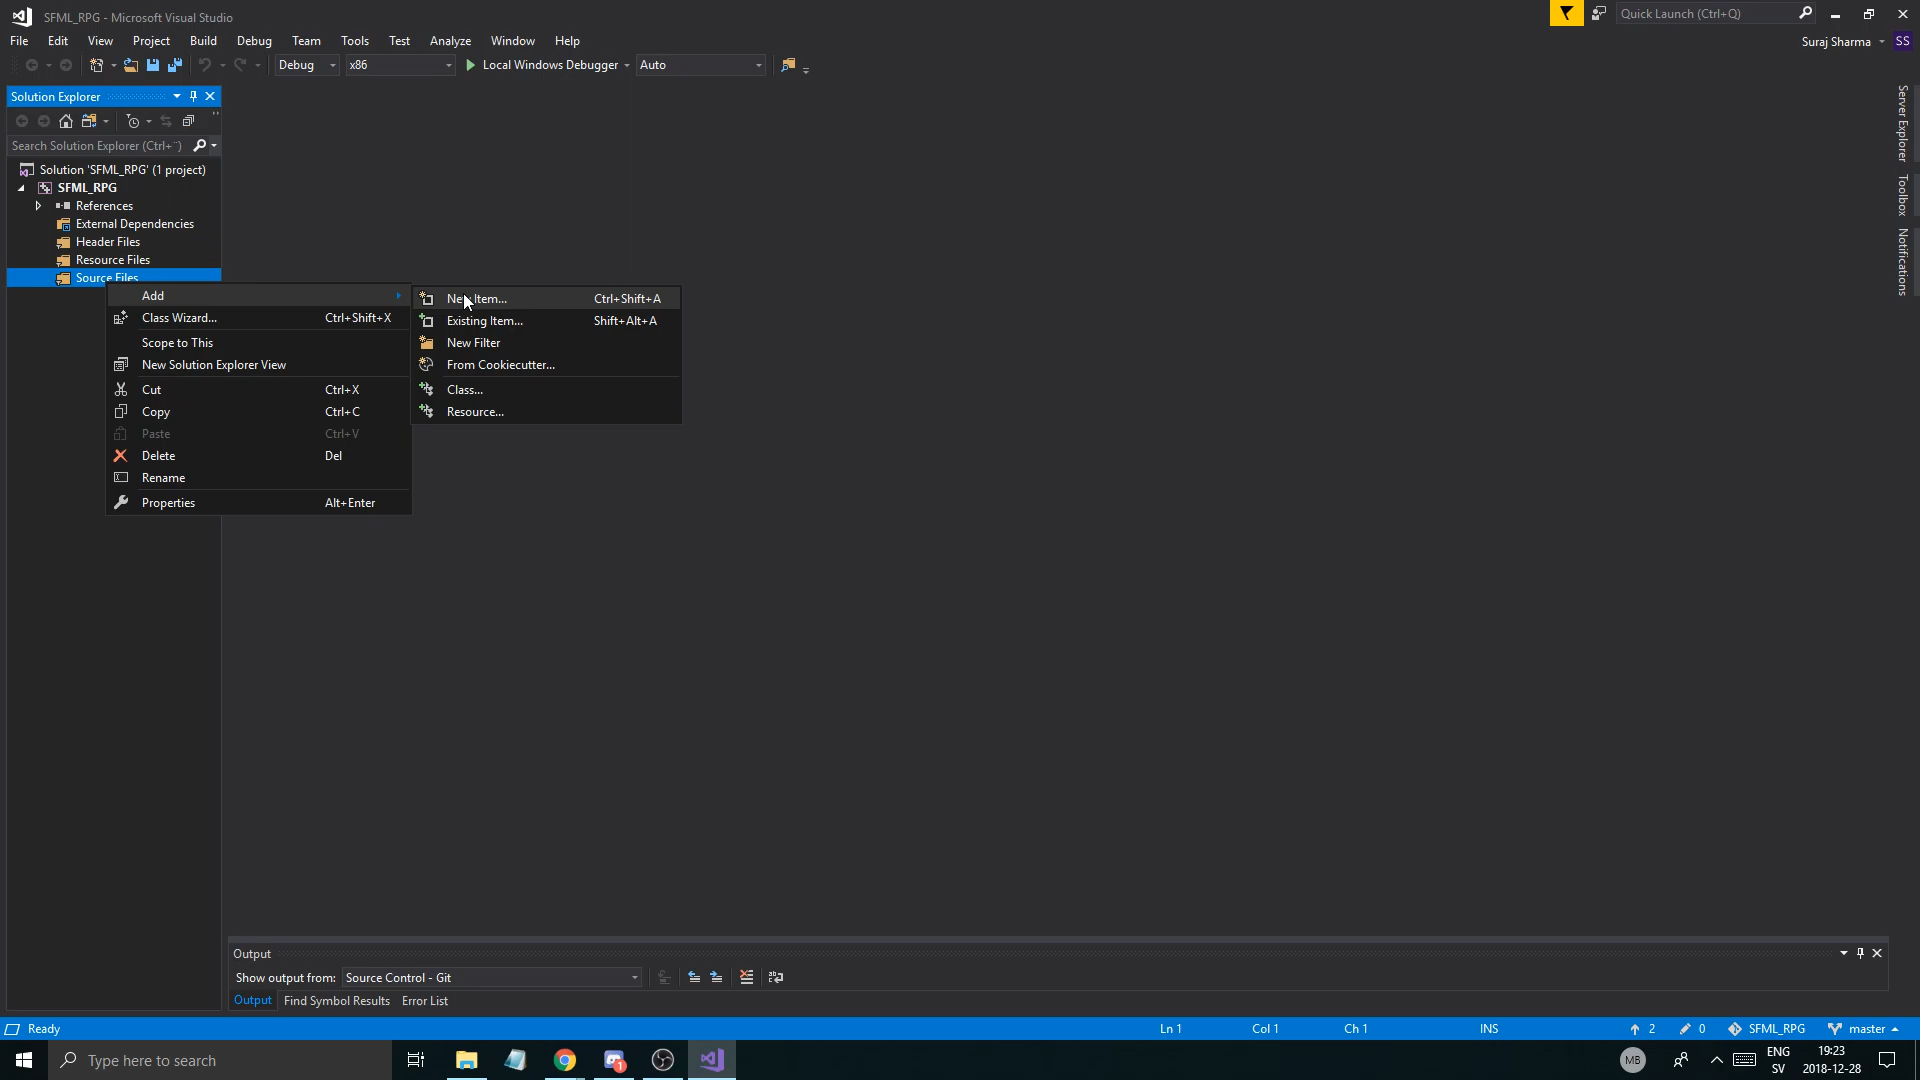 SFML_RPG - Microsoft Visual Studio
Quick Launch (Ctrl+Q)
File Edit View Project Build Debug Team Tools Test Analyze Window Help
Suraj Sharma SS
Debug x86 Local Windows Debugger Auto
Solution Explorer
Search Solution Explorer (Ctrl+¨)
Solution 'SFML_RPG' (1 project)
SFML_RPG
References
External Dependencies
Header Files
Resource Files
Source Files
Add
Class Wizard... Ctrl+Shift+X
Scope to This
New Solution Explorer View
Cut Ctrl+X
Copy Ctrl+C
Paste Ctrl+V
Delete Del
Rename
Properties Alt+Enter
New Item... Ctrl+Shift+A
Existing Item... Shift+Alt+A
New Filter
From Cookiecutter...
Class...
Resource...
Server Explorer
Toolbox
Notifications
Output
Show output from: Source Control - Git
Output Find Symbol Results Error List
Ready Ln 1 Col 1 Ch 1 INS 2 0 SFML_RPG master
Type here to search
1
MB
ENG
SV
19:23
2018-12-28